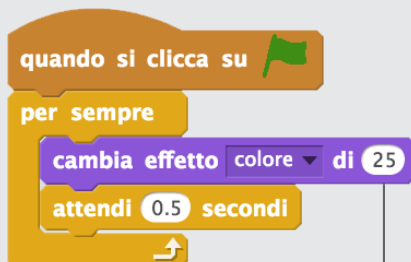 quando si clicca su
per sempre
cambia effetto colore di 25
attendi 0.5 secondi